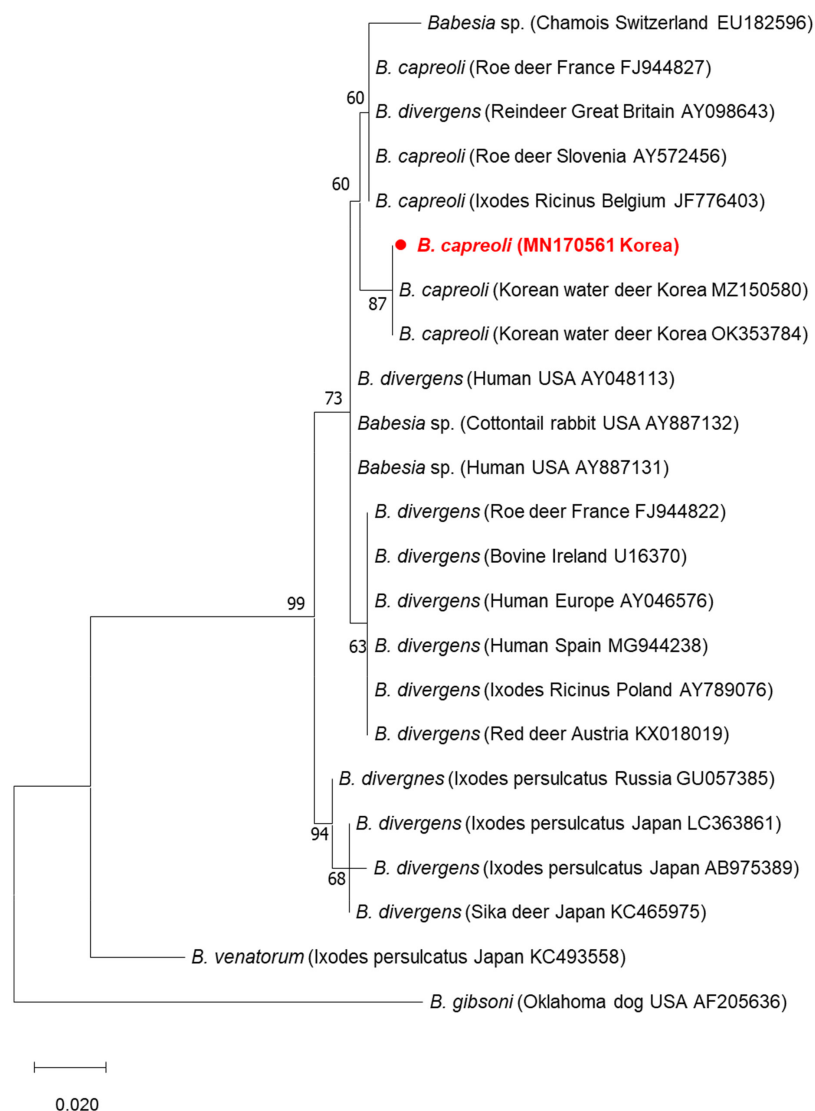 Babesia sp. (Chamois Switzerland EU182596)
B. capreoli (Roe deer France FJ944827)
60
B. divergens (Reindeer Great Britain AY098643)
B. capreoli (Roe deer Slovenia AY572456)
60
B. capreoli (Ixodes Ricinus Belgium JF776403)
B. capreoli (MN170561 Korea)
B. capreoli (Korean water deer Korea MZ150580)
87
B. capreoli (Korean water deer Korea OK353784)
B. divergens (Human USA AY048113)
73
Babesia sp. (Cottontail rabbit USA AY887132)
Babesia sp. (Human USA AY887131)
B. divergens (Roe deer France FJ944822)
B. divergens (Bovine Ireland U16370)
99
B. divergens (Human Europe AY046576)
63
B. divergens (Human Spain MG944238)
B. divergens (Ixodes Ricinus Poland AY789076)
B. divergens (Red deer Austria KX018019)
B. divergnes (Ixodes persulcatus Russia GU057385)
B. divergens (Ixodes persulcatus Japan LC363861)
94
B. divergens (Ixodes persulcatus Japan AB975389)
68
B. divergens (Sika deer Japan KC465975)
B. venatorum (Ixodes persulcatus Japan KC493558)
B. gibsoni (Oklahoma dog USA AF205636)
0.020